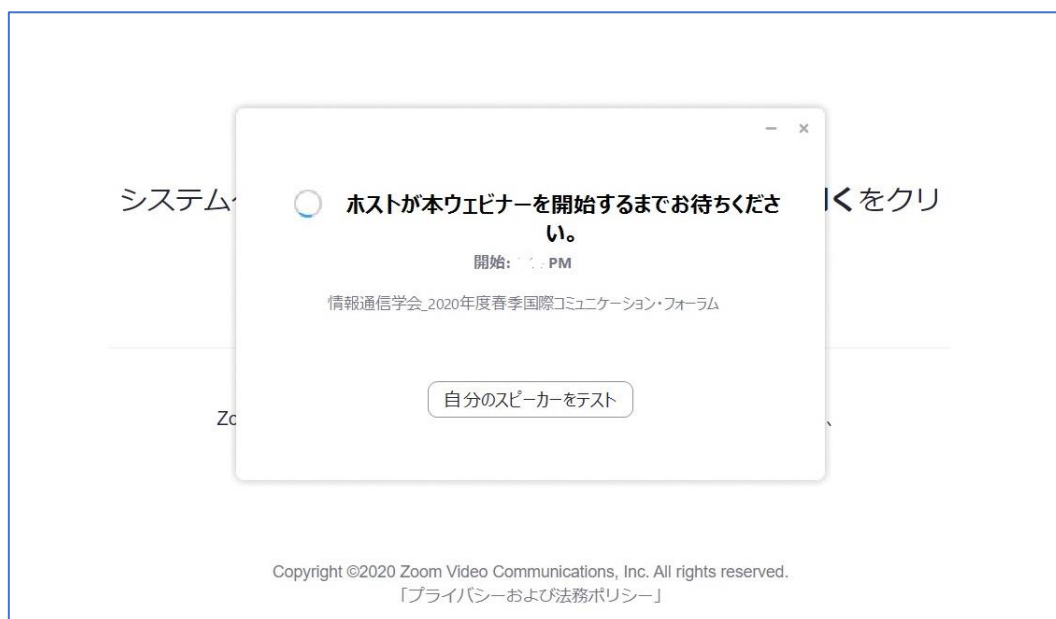 ホストが本ウェビナーを開始するまでお待ちくださ
い。
システム
くをクリ
開始: PM
情報通信学会_2020年度春季国際コミュニケーション・フォーラム
自分のスピーカーをテスト
Zo
、
Copyright ©2020 Zoom Video Communications, Inc. All rights reserved.
「プライバシーおよび法務ポリシー」